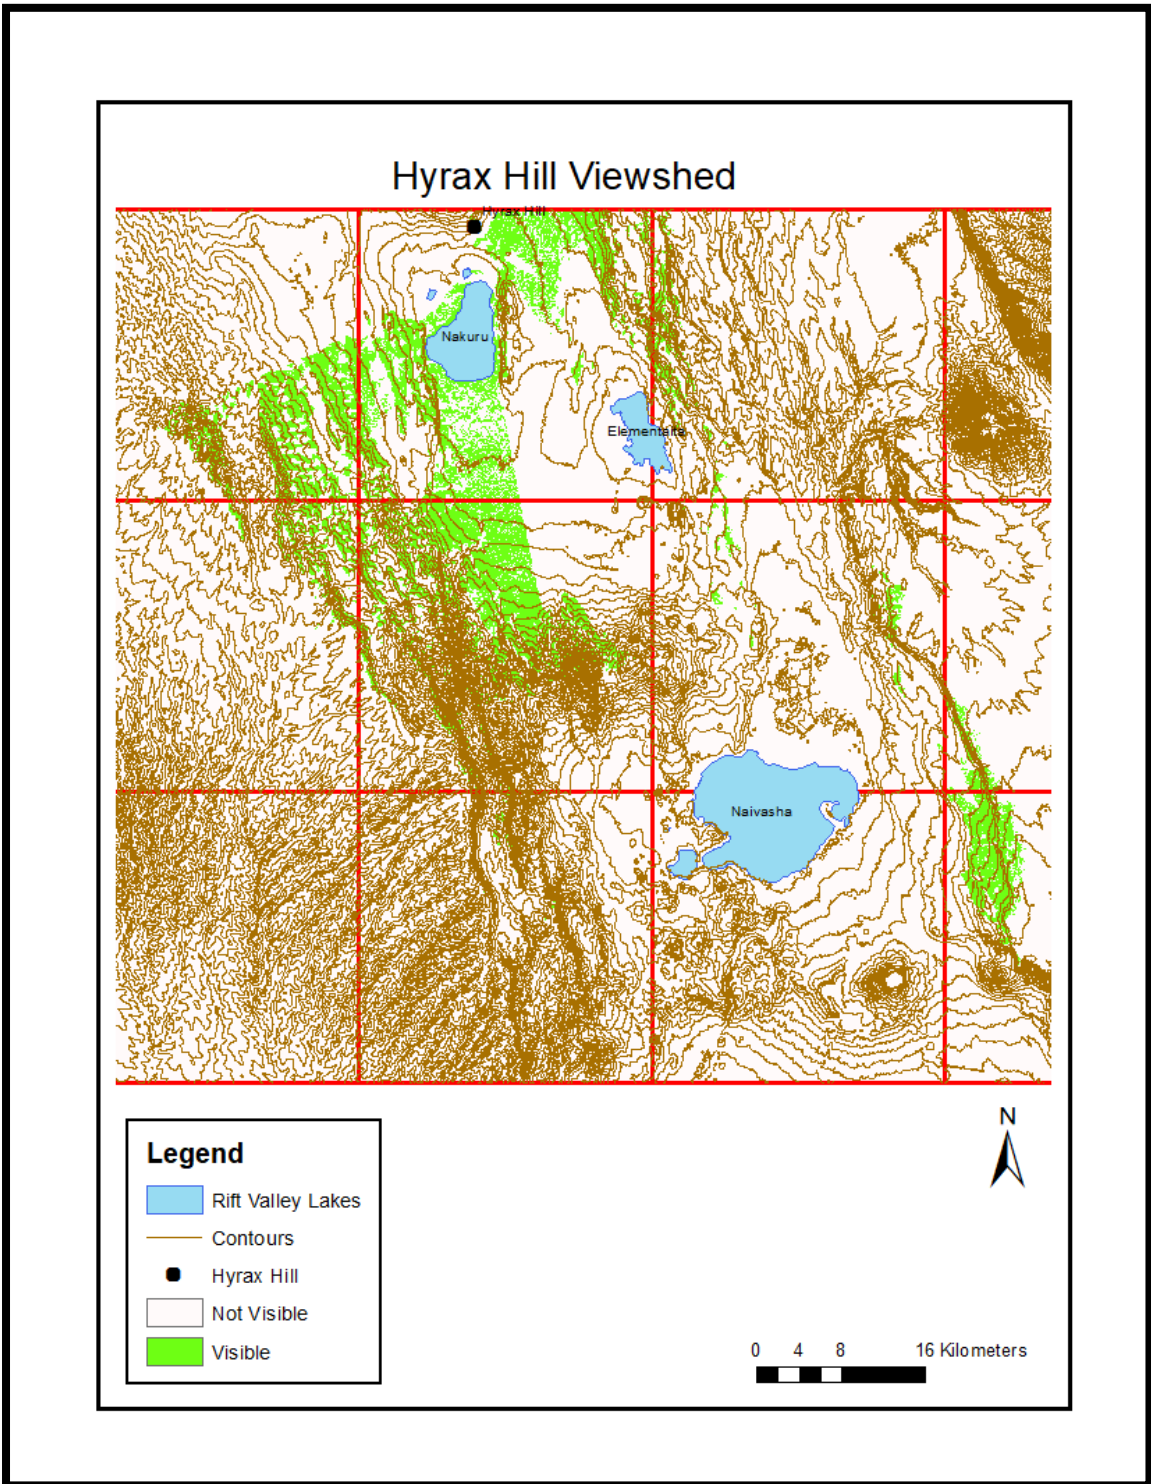 Hyrax Hill Viewshed
Hyrax Hill
Nakuru
Elementaita
Naivasha
N
Legend
Rift Valley Lakes
Contours
Hyrax Hill
Not Visible
Visible
0 4 8 16 Kilometers